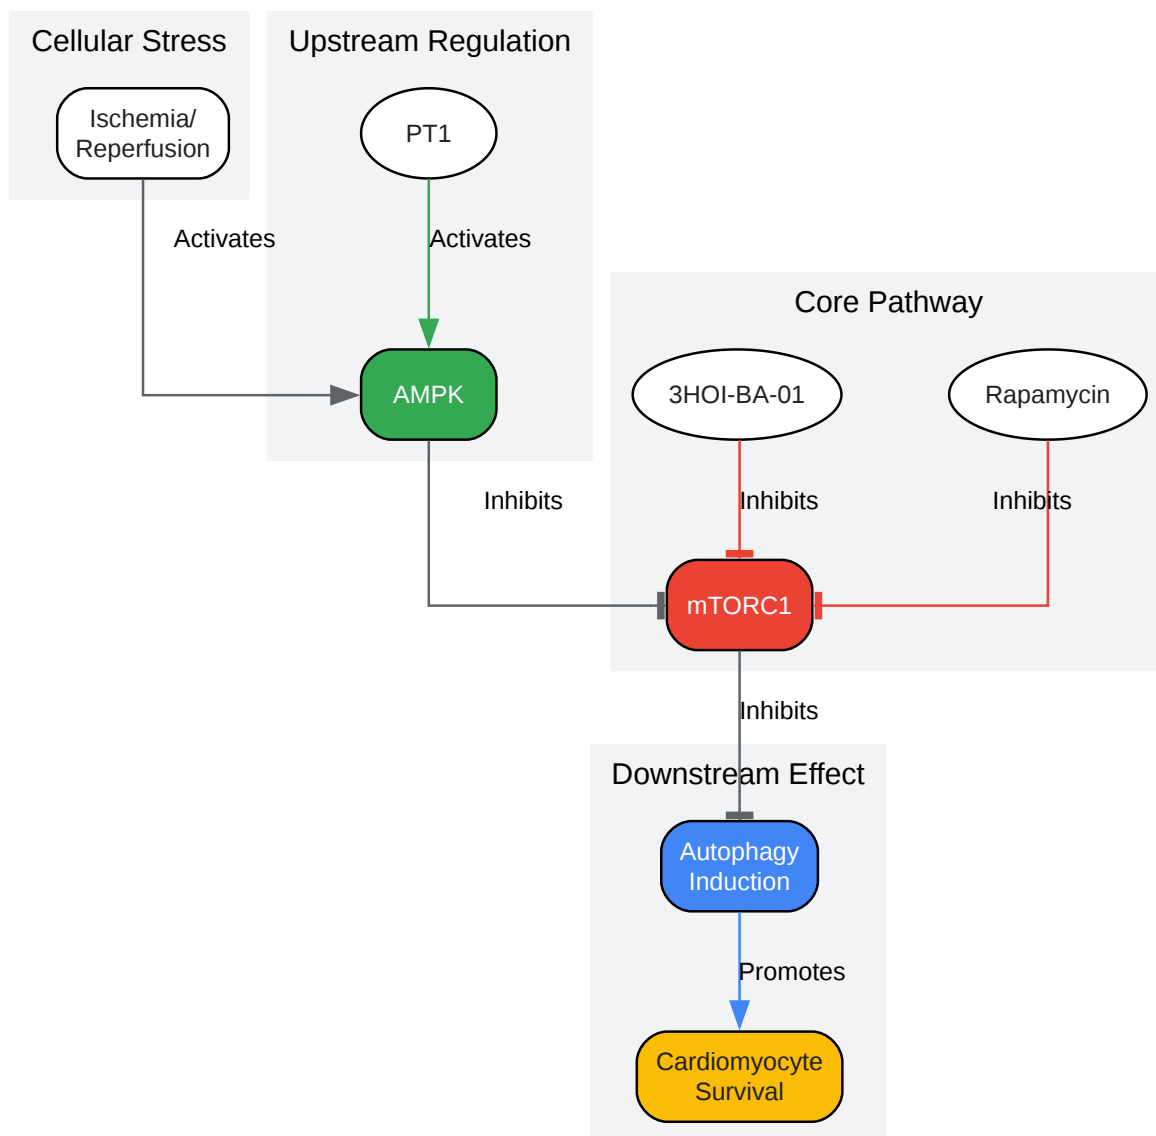 Cellular Stress
Upstream Regulation
Ischemia/
Reperfusion
PT1
Activates
Activates
Core Pathway
AMPK
3HOI-BA-01
Rapamycin
Inhibits
Inhibits
Inhibits
mTORC1
Inhibits
Downstream Effect
Autophagy
Induction
Promotes
Cardiomyocyte
Survival